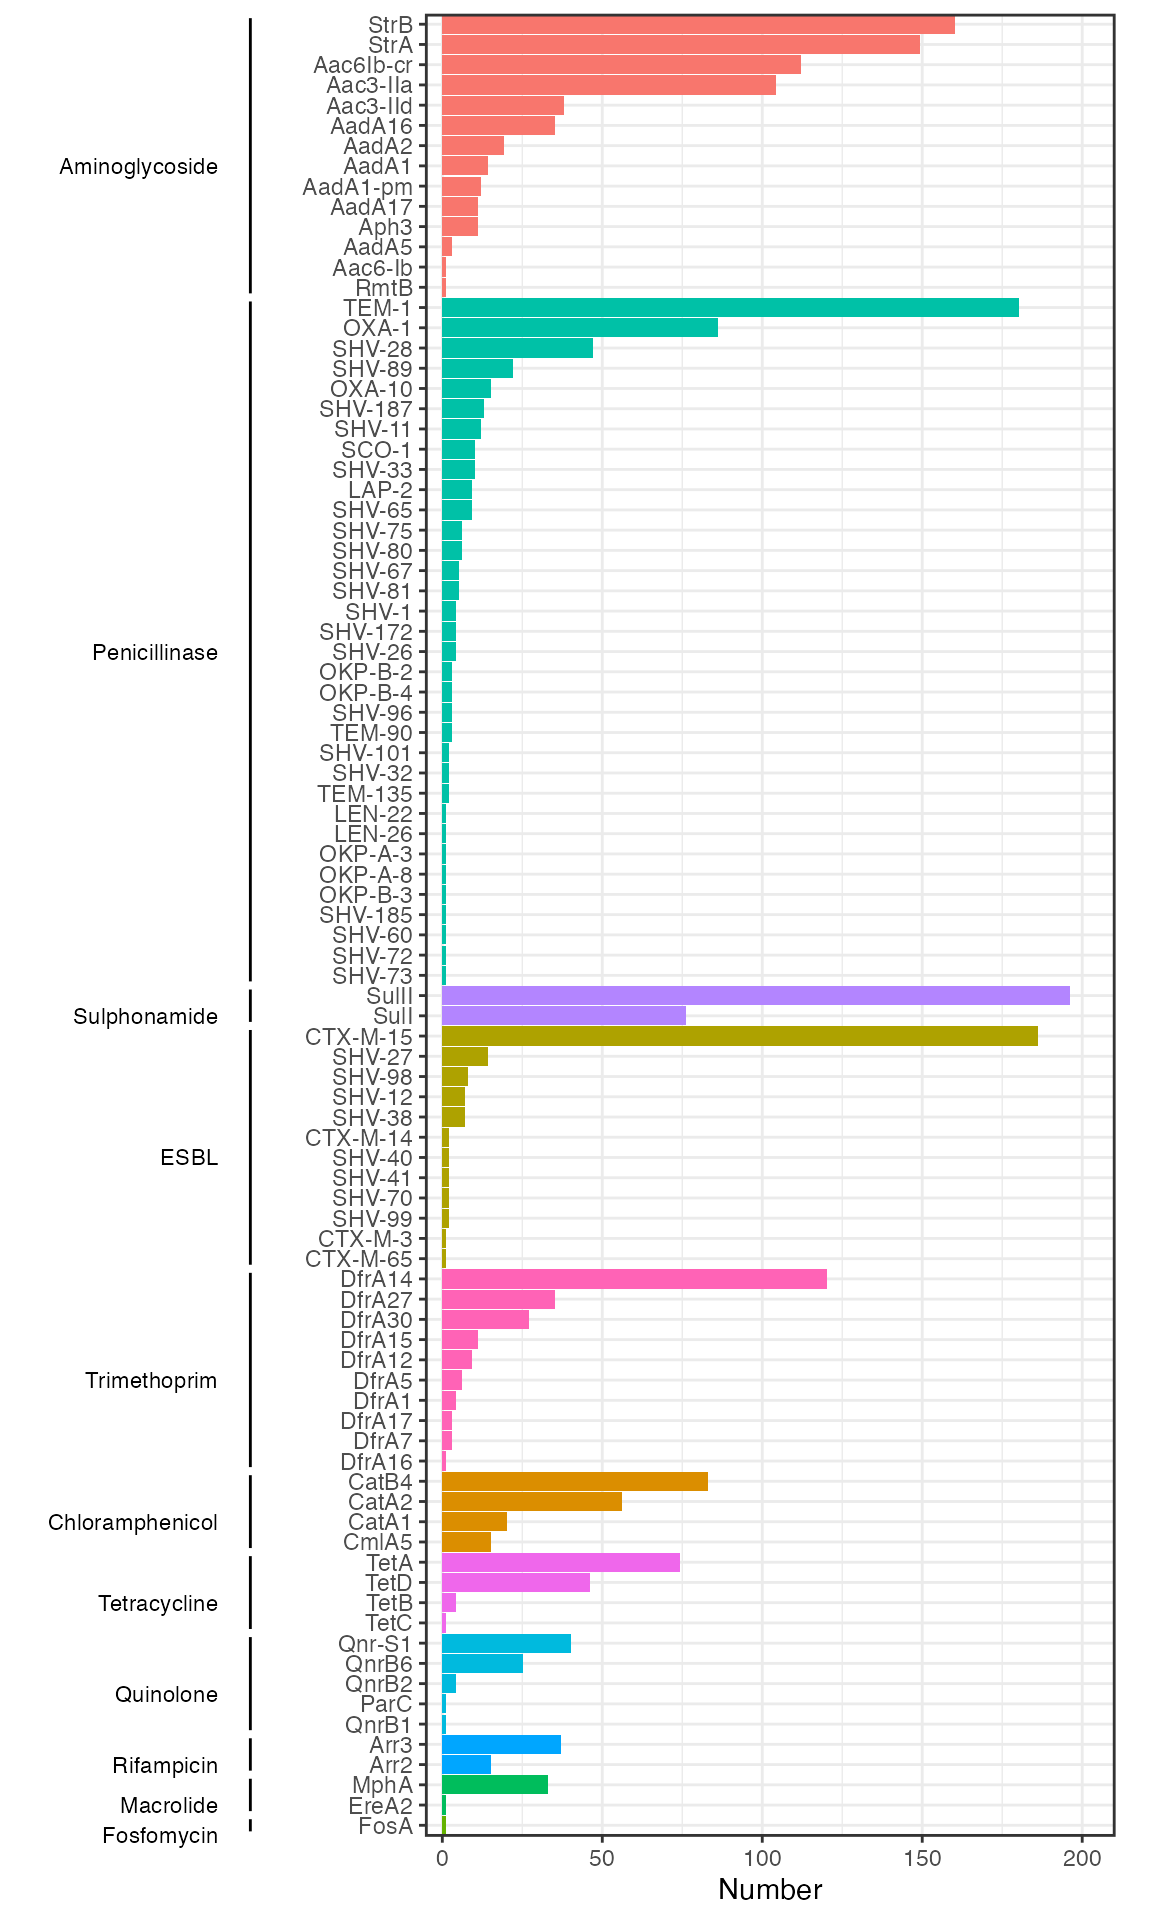 StrB
StrA
Aac6Ib-cr
Aac3-IIa
Aac3-IId
AadA16
AadA2
Aminoglycoside
AadA1
AadA1-pm
AadA17
Aph3
AadA5
Aac6-Ib
RmtB
TEM-1
OXA-1
SHV-28
SHV-89
OXA-10
SHV-187
SHV-11
SCO-1
SHV-33
LAP-2
SHV-65
SHV-75
SHV-80
SHV-67
SHV-81
SHV-1
SHV-172
Penicillinase
SHV-26
OKP-B-2
OKP-B-4
SHV-96
TEM-90
SHV-101
SHV-32
TEM-135
LEN-22
LEN-26
OKP-A-3
OKP-A-8
OKP-B-3
SHV-185
SHV-60
SHV-72
SHV-73
SulII
Sulphonamide
SulI
CTX-M-15
SHV-27
SHV-98
SHV-12
SHV-38
CTX-M-14
ESBL
SHV-40
SHV-41
SHV-70
SHV-99
CTX-M-3
CTX-M-65
DfrA14
DfrA27
DfrA30
DfrA15
DfrA12
Trimethoprim
DfrA5
DfrA1
DfrA17
DfrA7
DfrA16
CatB4
CatA2
Chloramphenicol
CatA1
CmlA5
TetA
TetD
Tetracycline
TetB
TetC
Qnr-S1
QnrB6
QnrB2
Quinolone
ParC
QnrB1
Arr3
Rifampicin
Arr2
MphA
Macrolide
EreA2
Fosfomycin
FosA
0 50 100 150 200
Number